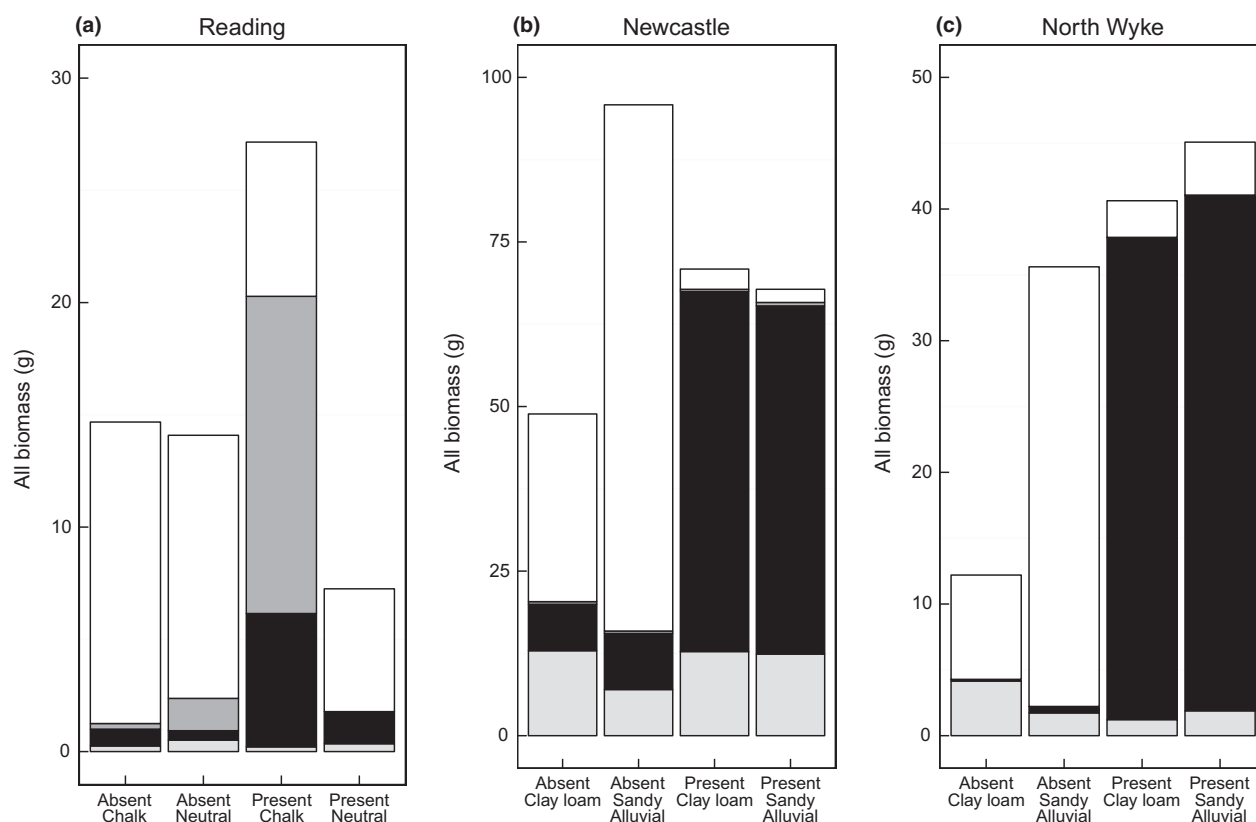 (a) Reading
30
20
10
0
All biomass (g)
Absent Chalk
Absent Neutral
Present Chalk
Present Neutral
(b) Newcastle
100
75
50
25
0
All biomass (g)
Absent Clay loam
Absent Sandy Alluvial
Present Clay loam
Present Sandy Alluvial
(c) North Wyke
50
40
30
20
10
0
All biomass (g)
Absent Clay loam
Absent Sandy Alluvial
Present Clay loam
Present Sandy Alluvial